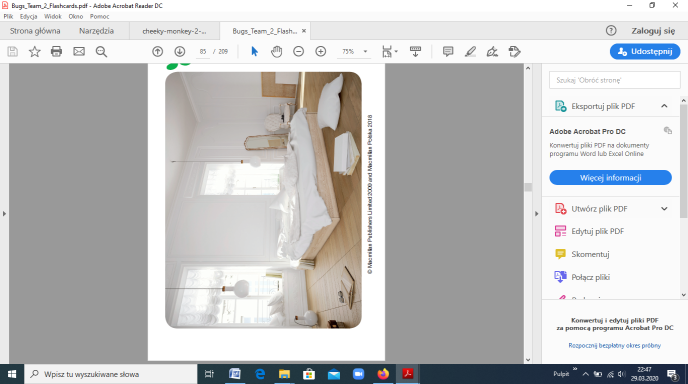 Bugs_Team_2_Flashcards.pdf - Adobe Acrobat Reader DC
Plik Edycja Widok Okno Pomoc
Strona główna Narzędzia cheeky-monkey-2-... Bugs_Team_2_Flash... × Zaloguj się
85 / 209 75% Udostępnij
© Macmillan Publishers Limited 2009 and Macmillan Polska 2018
Szukaj 'Obróć stronę'
Eksportuj plik PDF
Adobe Acrobat Pro DC
Konwertuj pliki PDF na dokumenty
programu Word lub Excel Online
Więcej informacji
Utwórz plik PDF
Edytuj plik PDF
Skomentuj
Połącz pliki
Konwertuj i edytuj pliki PDF
za pomocą programu Acrobat Pro DC
Rozpocznij bezpłatny okres próbny
Wpisz tu wyszukiwane słowa
Pulpit
22:47
29.03.2020